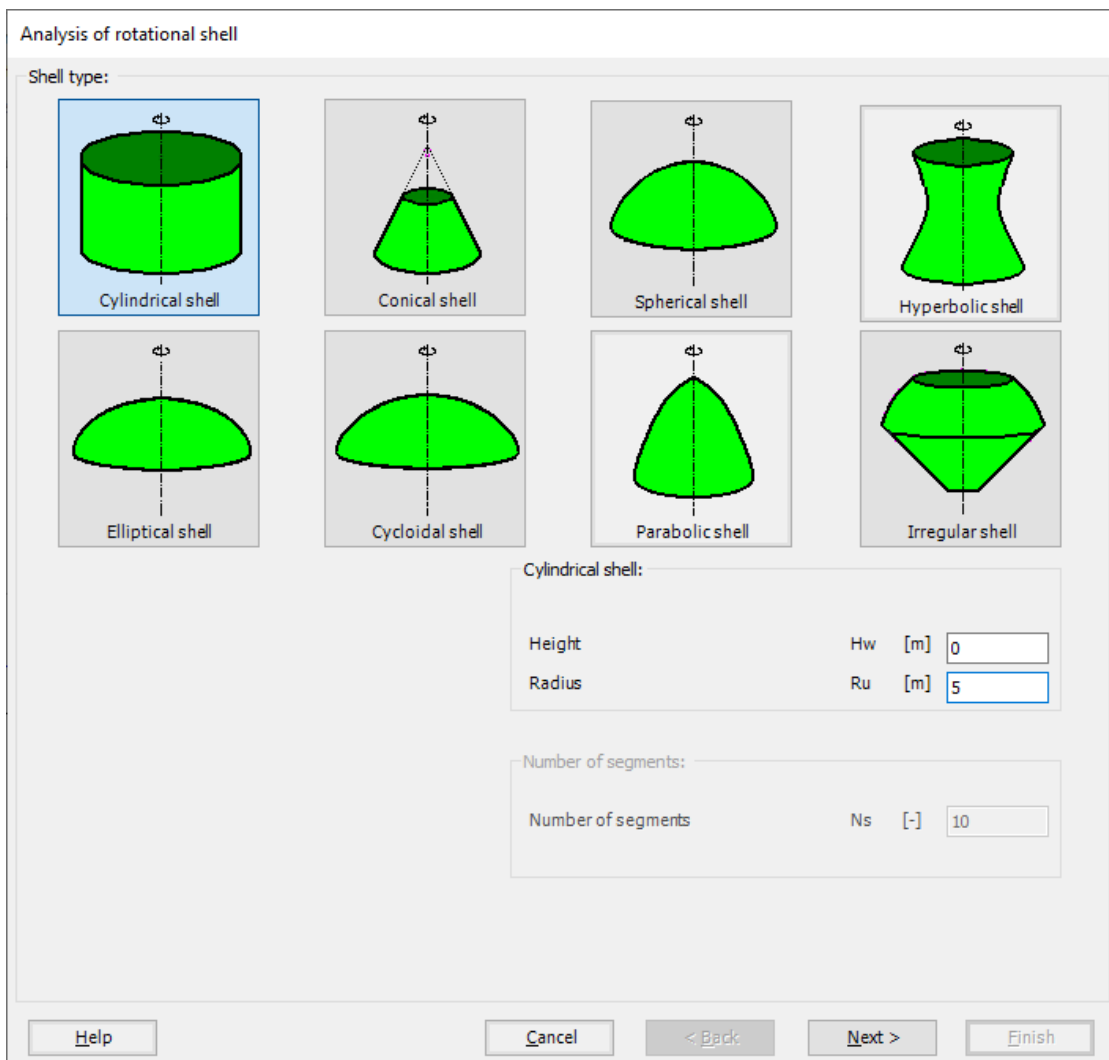 Analysis of rotational shell
Shell type:
Cylindrical shell
Conical shell
Spherical shell
Hyperbolic shell
Elliptical shell
Cycloidal shell
Parabolic shell
Irregular shell
Cylindrical shell:
Height Hw [m] 0
Radius Ru [m] 5
Number of segments:
Number of segments Ns [-] 10
Help Cancel < Back Next > Finish